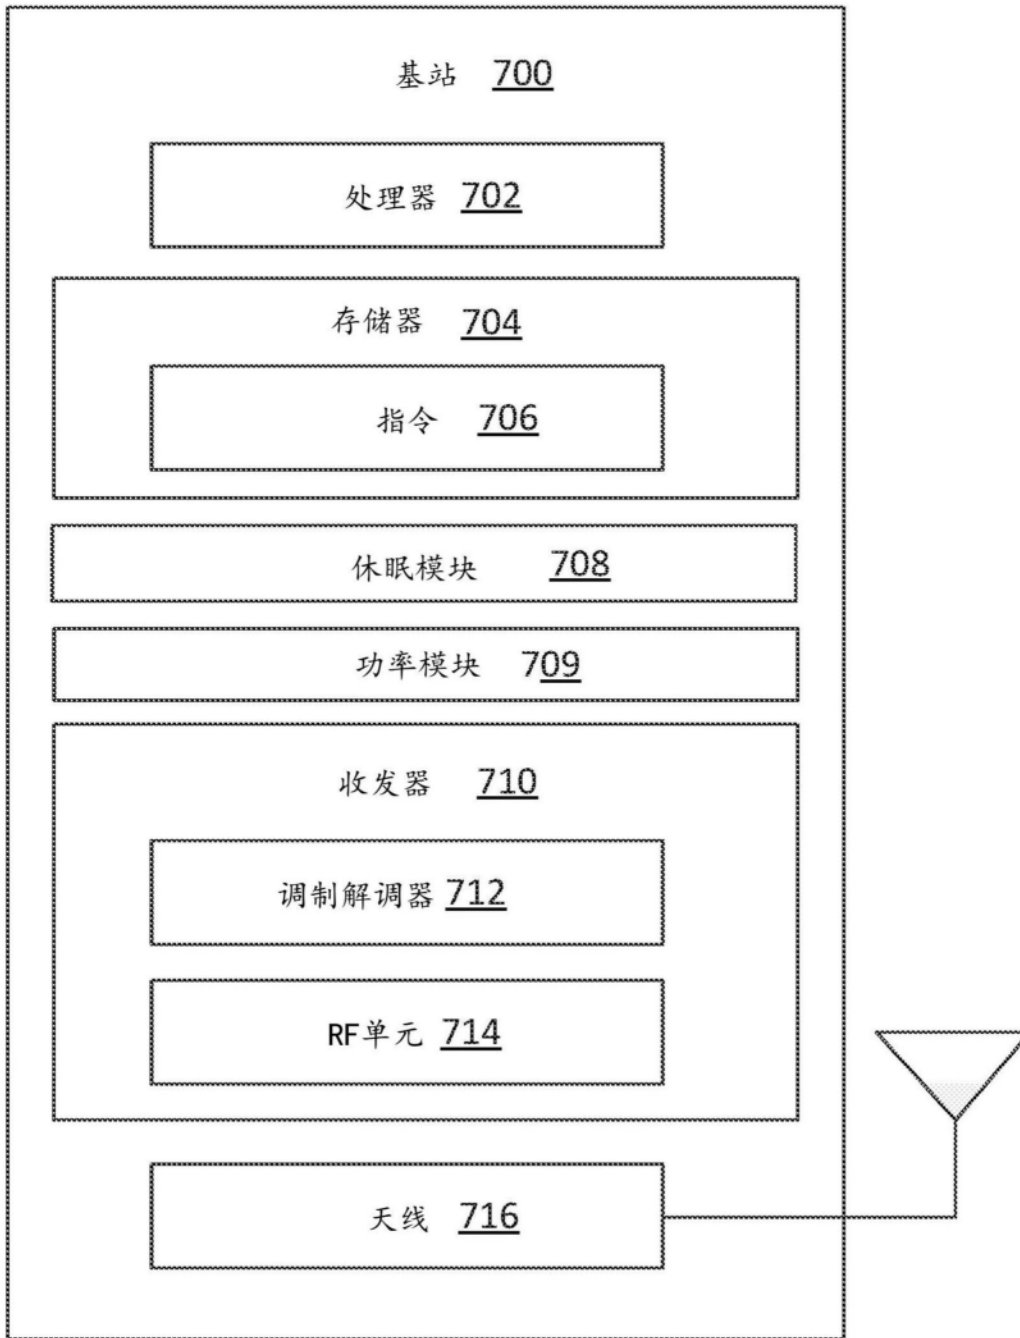 基站 700
处理器 702
存储器 704
指令 706
休眠模块 708
功率模块 709
收发器 710
调制解调器 712
RF单元 714
天线 716